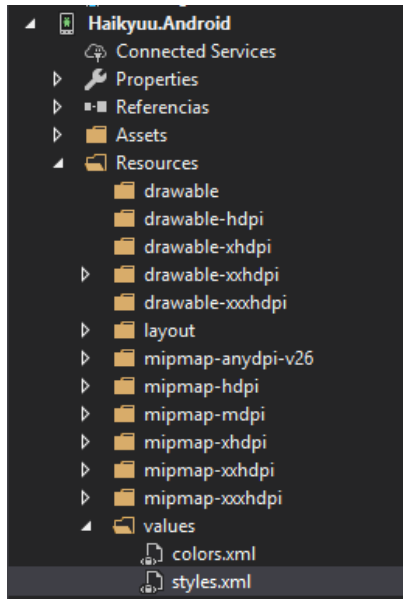 Haikyuu.Android
Connected Services
Properties
Referencias
Assets
Resources
drawable
drawable-hdpi
drawable-xhdpi
drawable-xxhdpi
drawable-xxxhdpi
layout
mipmap-anydpi-v26
mipmap-hdpi
mipmap-mdpi
mipmap-xhdpi
mipmap-xxhdpi
mipmap-xxxhdpi
values
colors.xml
styles.xml